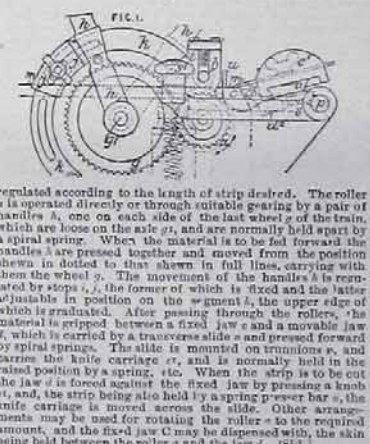 FIG. 1.
regulated according to the length of strip desired. The roller
is operated directly or through suitable gearing by a pair of
handles h, one on each side of the last wheel g of the train,
which are loose on the axle g1, and are normally held apart by
a spiral spring. When the material is to be fed forward the
handles h are pressed together and moved from the position
shown in dotted to that shewn in full lines, carrying with
them the wheel g. The movement of the handles h is regu-
lated by stops i, j, the former of which is fixed and the latter
adjustable in position on the segment k, the upper edge of
which is graduated. After passing through the rollers, the
material is gripped between a fixed jaw c and a movable jaw
d, which is carried by a transverse slide and pressed forward
by springs. The slide is mounted on trunnions p, and
carries the knife carriage, and is normally held in the
raised position by a spring, etc. When the strip is to be cut
the jaw d is forced against the fixed jaw by pressing a knob
and, the strip being also held by a spring presser bar, the
knife carriage is moved across the slide. Other arrange-
ments may be used for rotating the roller to the required
amount, and the fixed jaw may be dispensed with, the skin
being held between the roller and the